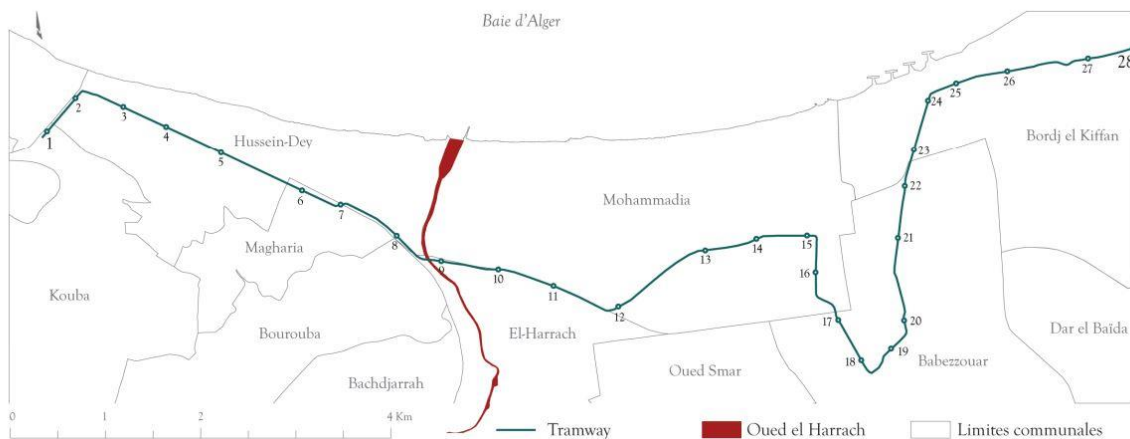 Baie d'Alger
28
27
26
25
24
2
3
1
4
Hussein-Dey
Bordj el Kiffan
5
23
22
6
7
Mohammadia
8
15
21
14
13
Magharia
9
10
16
11
Kouba
12
17
20
Bourouba
El-Harrach
Dar el Baïda
19
18
Babezzouar
Oued Smar
Bachdjarrah
0 2 4 Km
Tramway Oued el Harrach Limites communales